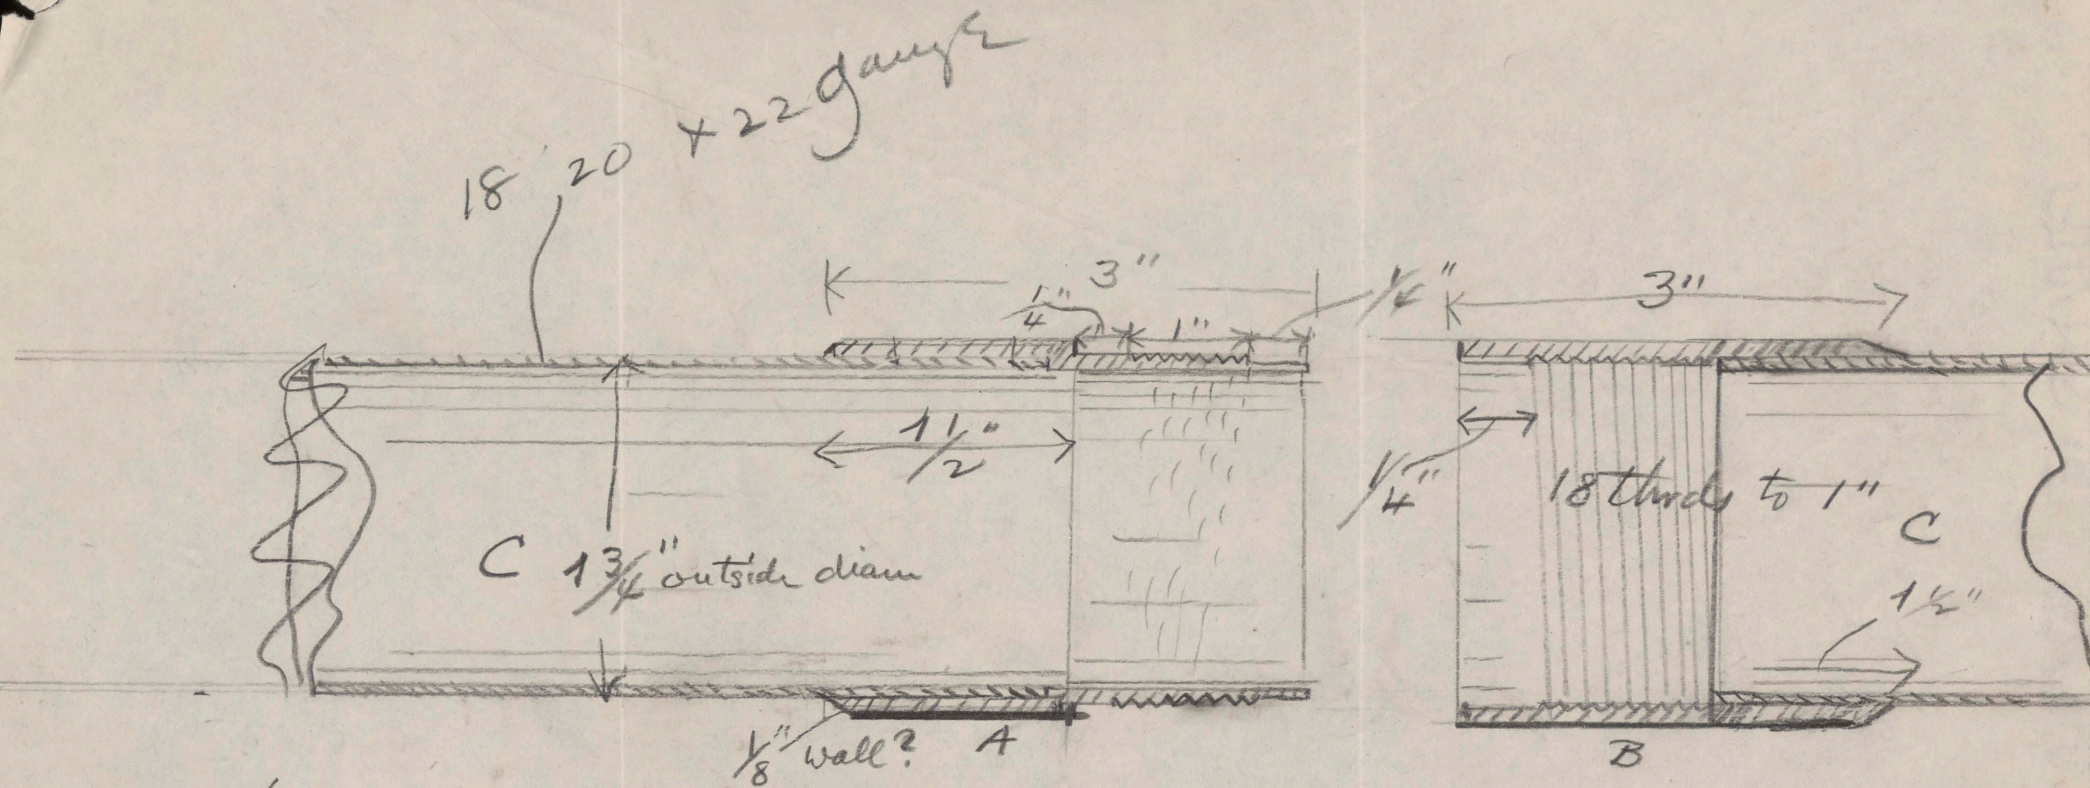 18 20 + 22 gauge
3"
1/4"
1"
1/4"
3"
1 1/2"
1/4"
18 thrds to 1"
C
C 1 3/4" outside diam
1 1/2"
1/8" wall?
A
B